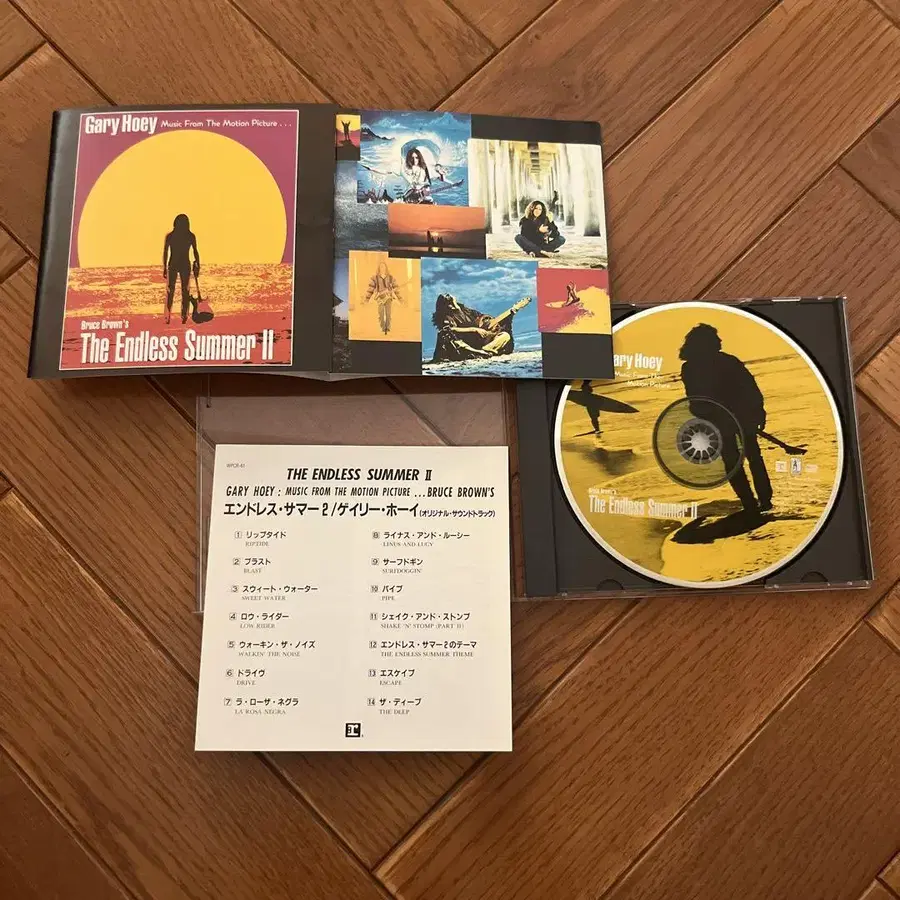 Gary Hoey Music From The Motion Picture . . .
Bruce Brown's
The Endless Summer II
Gary Hoey
Music From The
Motion Picture
Bruce Brown's
The Endless Summer II
WPCR-41
THE ENDLESS SUMMER II
GARY HOEY : MUSIC FROM THE MOTION PICTURE ...BRUCE BROWN'S
エンドレス・サマー2/ゲイリー・ホーイ(オリジナル・サウンドトラック)
1 リップタイド
RIPTIDE
2 ブラスト
BLAST
3 スウィート・ウォーター
SWEET WATER
4 ロウ・ライダー
LOW RIDER
5 ウォーキン・ザ・ノイズ
WALKIN' THE NOISE
6 ドライヴ
DRIVE
7 ラ・ローザ・ネグラ
LA ROSA NEGRA
8 ライナス・アンド・ルーシー
LINUS AND LUCY
9 サーフドギン
SURFDOGGIN'
10 パイプ
PIPE
11 シェイク・アンド・ストンプ
SHAKE 'N' STOMP (PART II)
12 エンドレス・サマー2のテーマ
THE ENDLESS SUMMER THEME
13 エスケイプ
ESCAPE
14 ザ・ディープ
THE DEEP